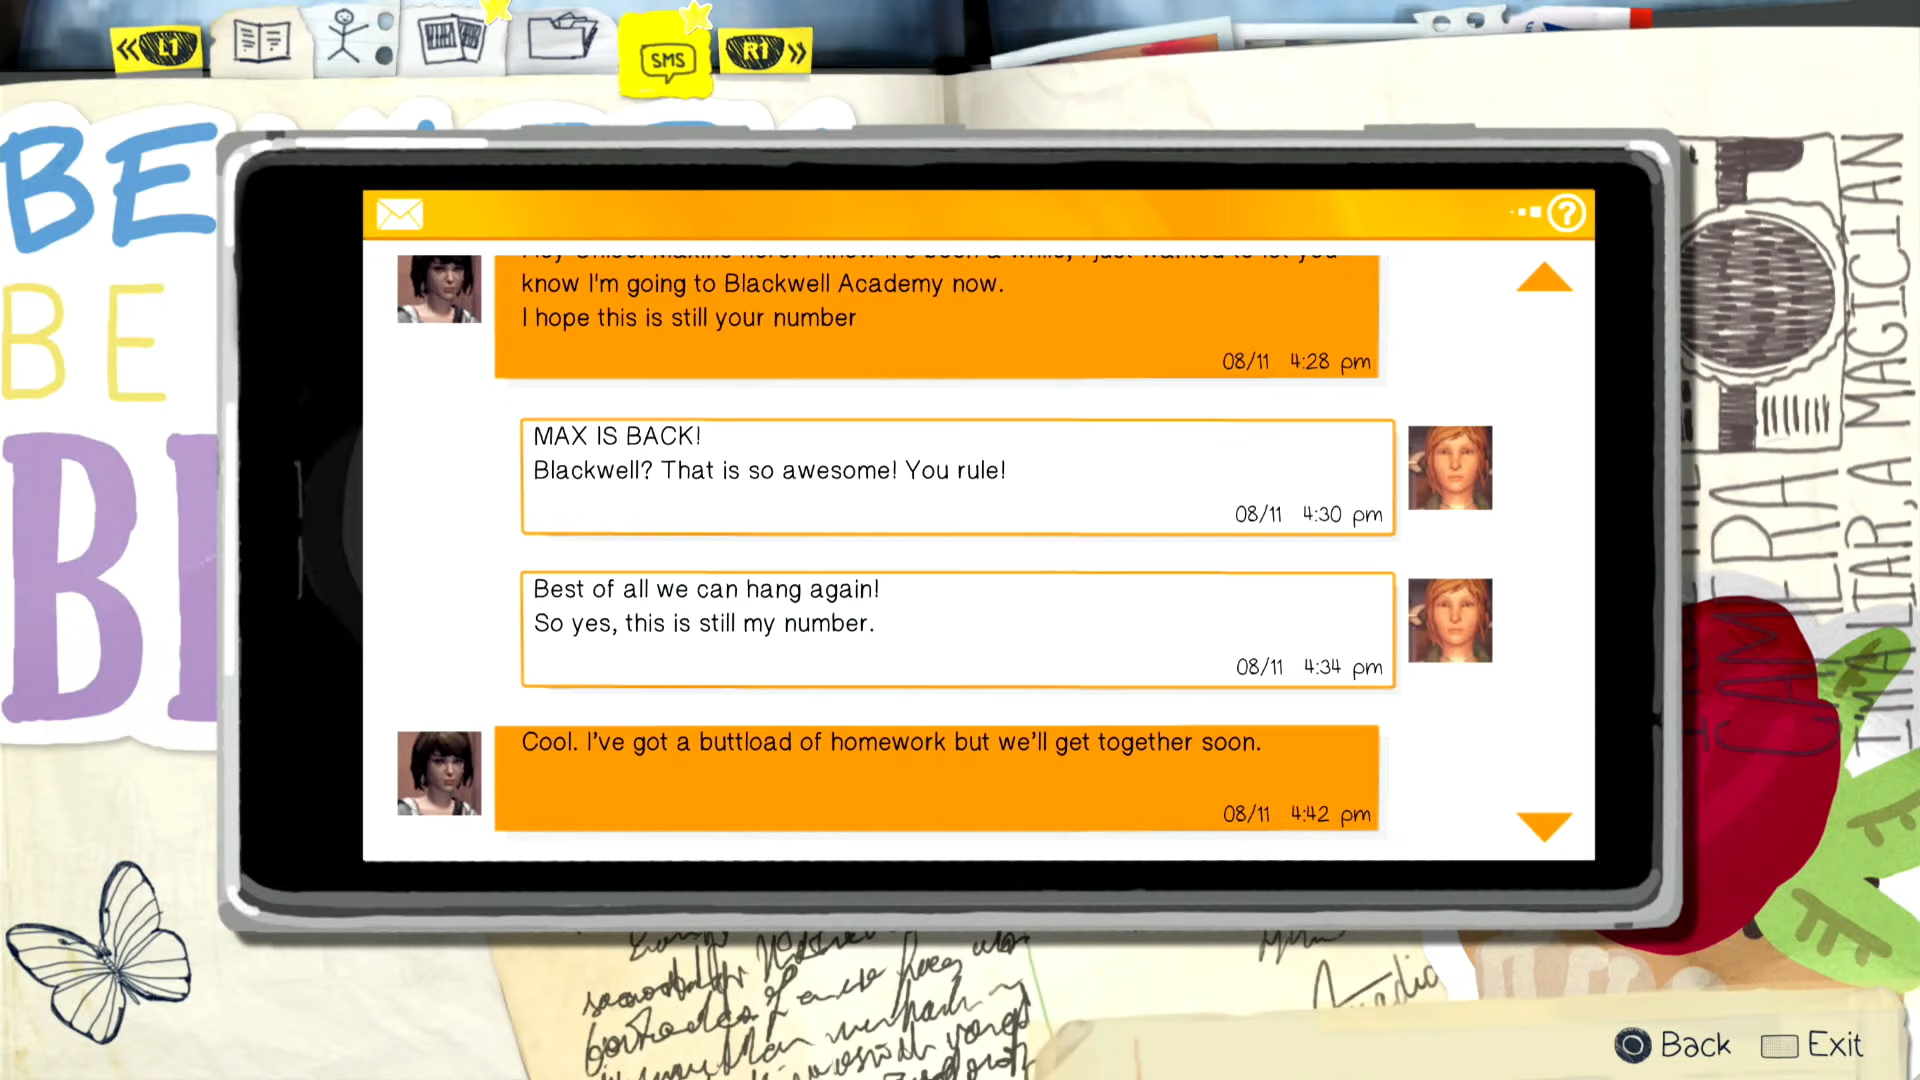 L1
SMS
R1
BE
BE
know I'm going to Blackwell Academy now.
I hope this is still your number
08/11 4:28 pm
MAX IS BACK!
Blackwell? That is so awesome! You rule!
08/11 4:30 pm
Best of all we can hang again!
So yes, this is still my number.
08/11 4:34 pm
Cool. I've got a buttload of homework but we'll get together soon.
08/11 4:42 pm
?
CAMERA
I'M A LIAR, A MAGICIAN
Back
Exit